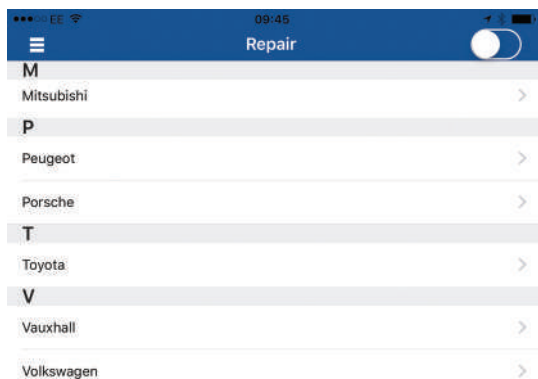 EE 09:45
Repair
M
Mitsubishi
P
Peugeot
Porsche
T
Toyota
V
Vauxhall
Volkswagen